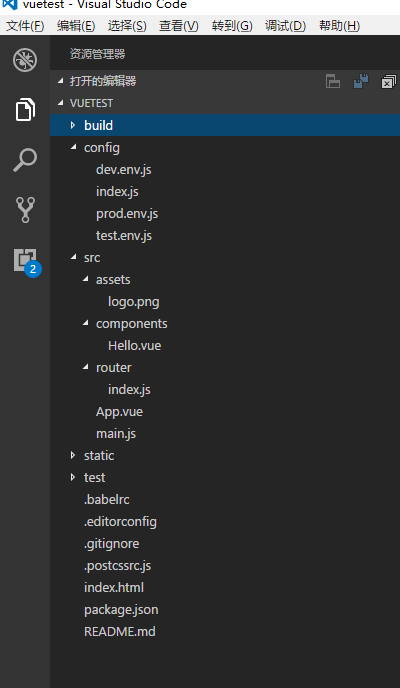 vuetest - Visual Studio Code
文件(F) 编辑(E) 选择(S) 查看(V) 转到(G) 调试(D) 帮助(H)
资源管理器
打开的编辑器
VUETEST
build
config
dev.env.js
index.js
prod.env.js
test.env.js
src
assets
logo.png
components
Hello.vue
router
index.js
App.vue
main.js
static
test
.babelrc
.editorconfig
.gitignore
.postcssrc.js
index.html
package.json
README.md
2